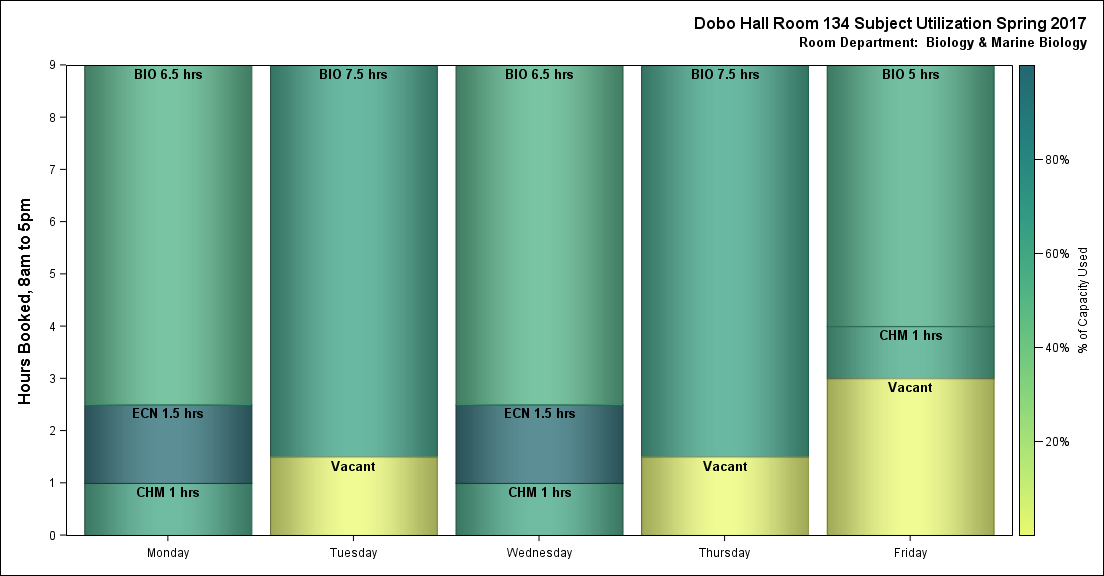 Dobo Hall Room 134 Subject Utilization Spring 2017
Room Department:  Biology & Marine Biology
Hours Booked, 8am to 5pm
9
8
7
6
5
4
3
2
1
0
BIO 6.5 hrs
ECN 1.5 hrs
CHM 1 hrs
BIO 7.5 hrs
Vacant
BIO 6.5 hrs
ECN 1.5 hrs
CHM 1 hrs
BIO 7.5 hrs
Vacant
BIO 5 hrs
CHM 1 hrs
Vacant
Monday
Tuesday
Wednesday
Thursday
Friday
80%
60%
40%
20%
% of Capacity Used